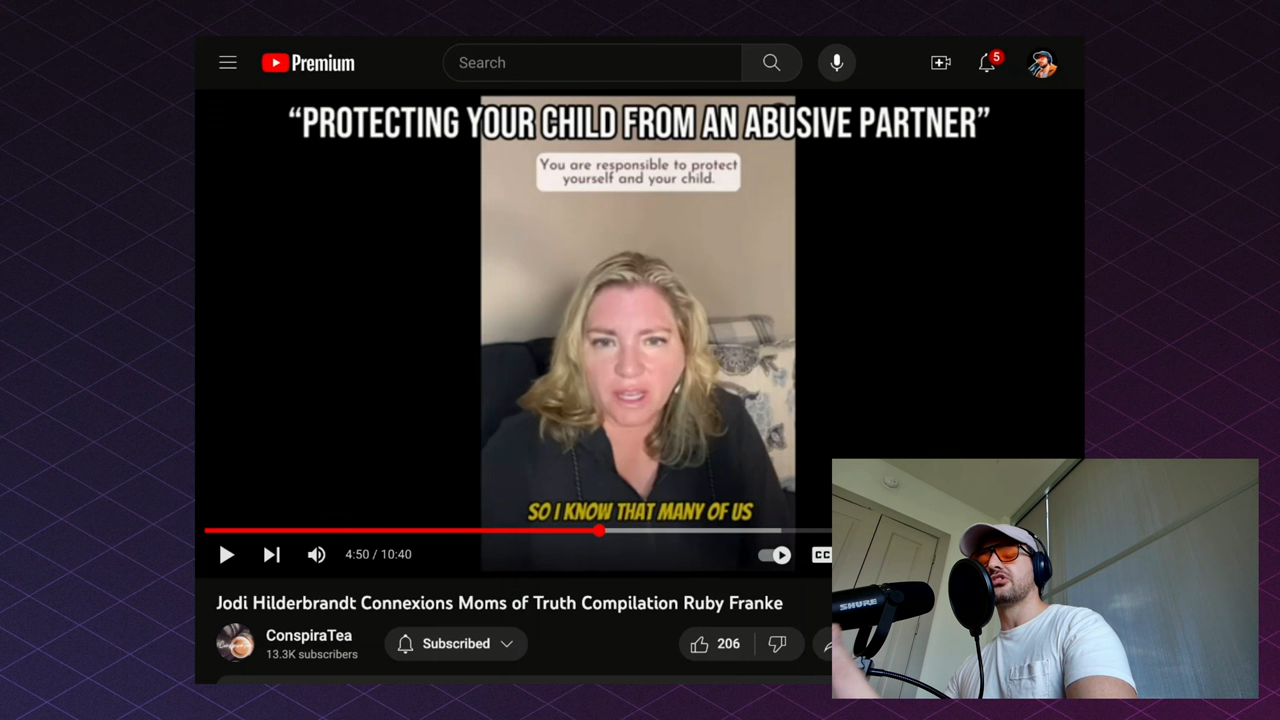 Premium
Search
5
“PROTECTING YOUR CHILD FROM AN ABUSIVE PARTNER”
You are responsible to protect
yourself and your child.
SO I KNOW THAT MANY OF US
4:50 / 10:40
CC
Jodi Hilderbrandt Connexions Moms of Truth Compilation Ruby Franke
ConspiraTea
13.3K subscribers
Subscribed
206
SHURE